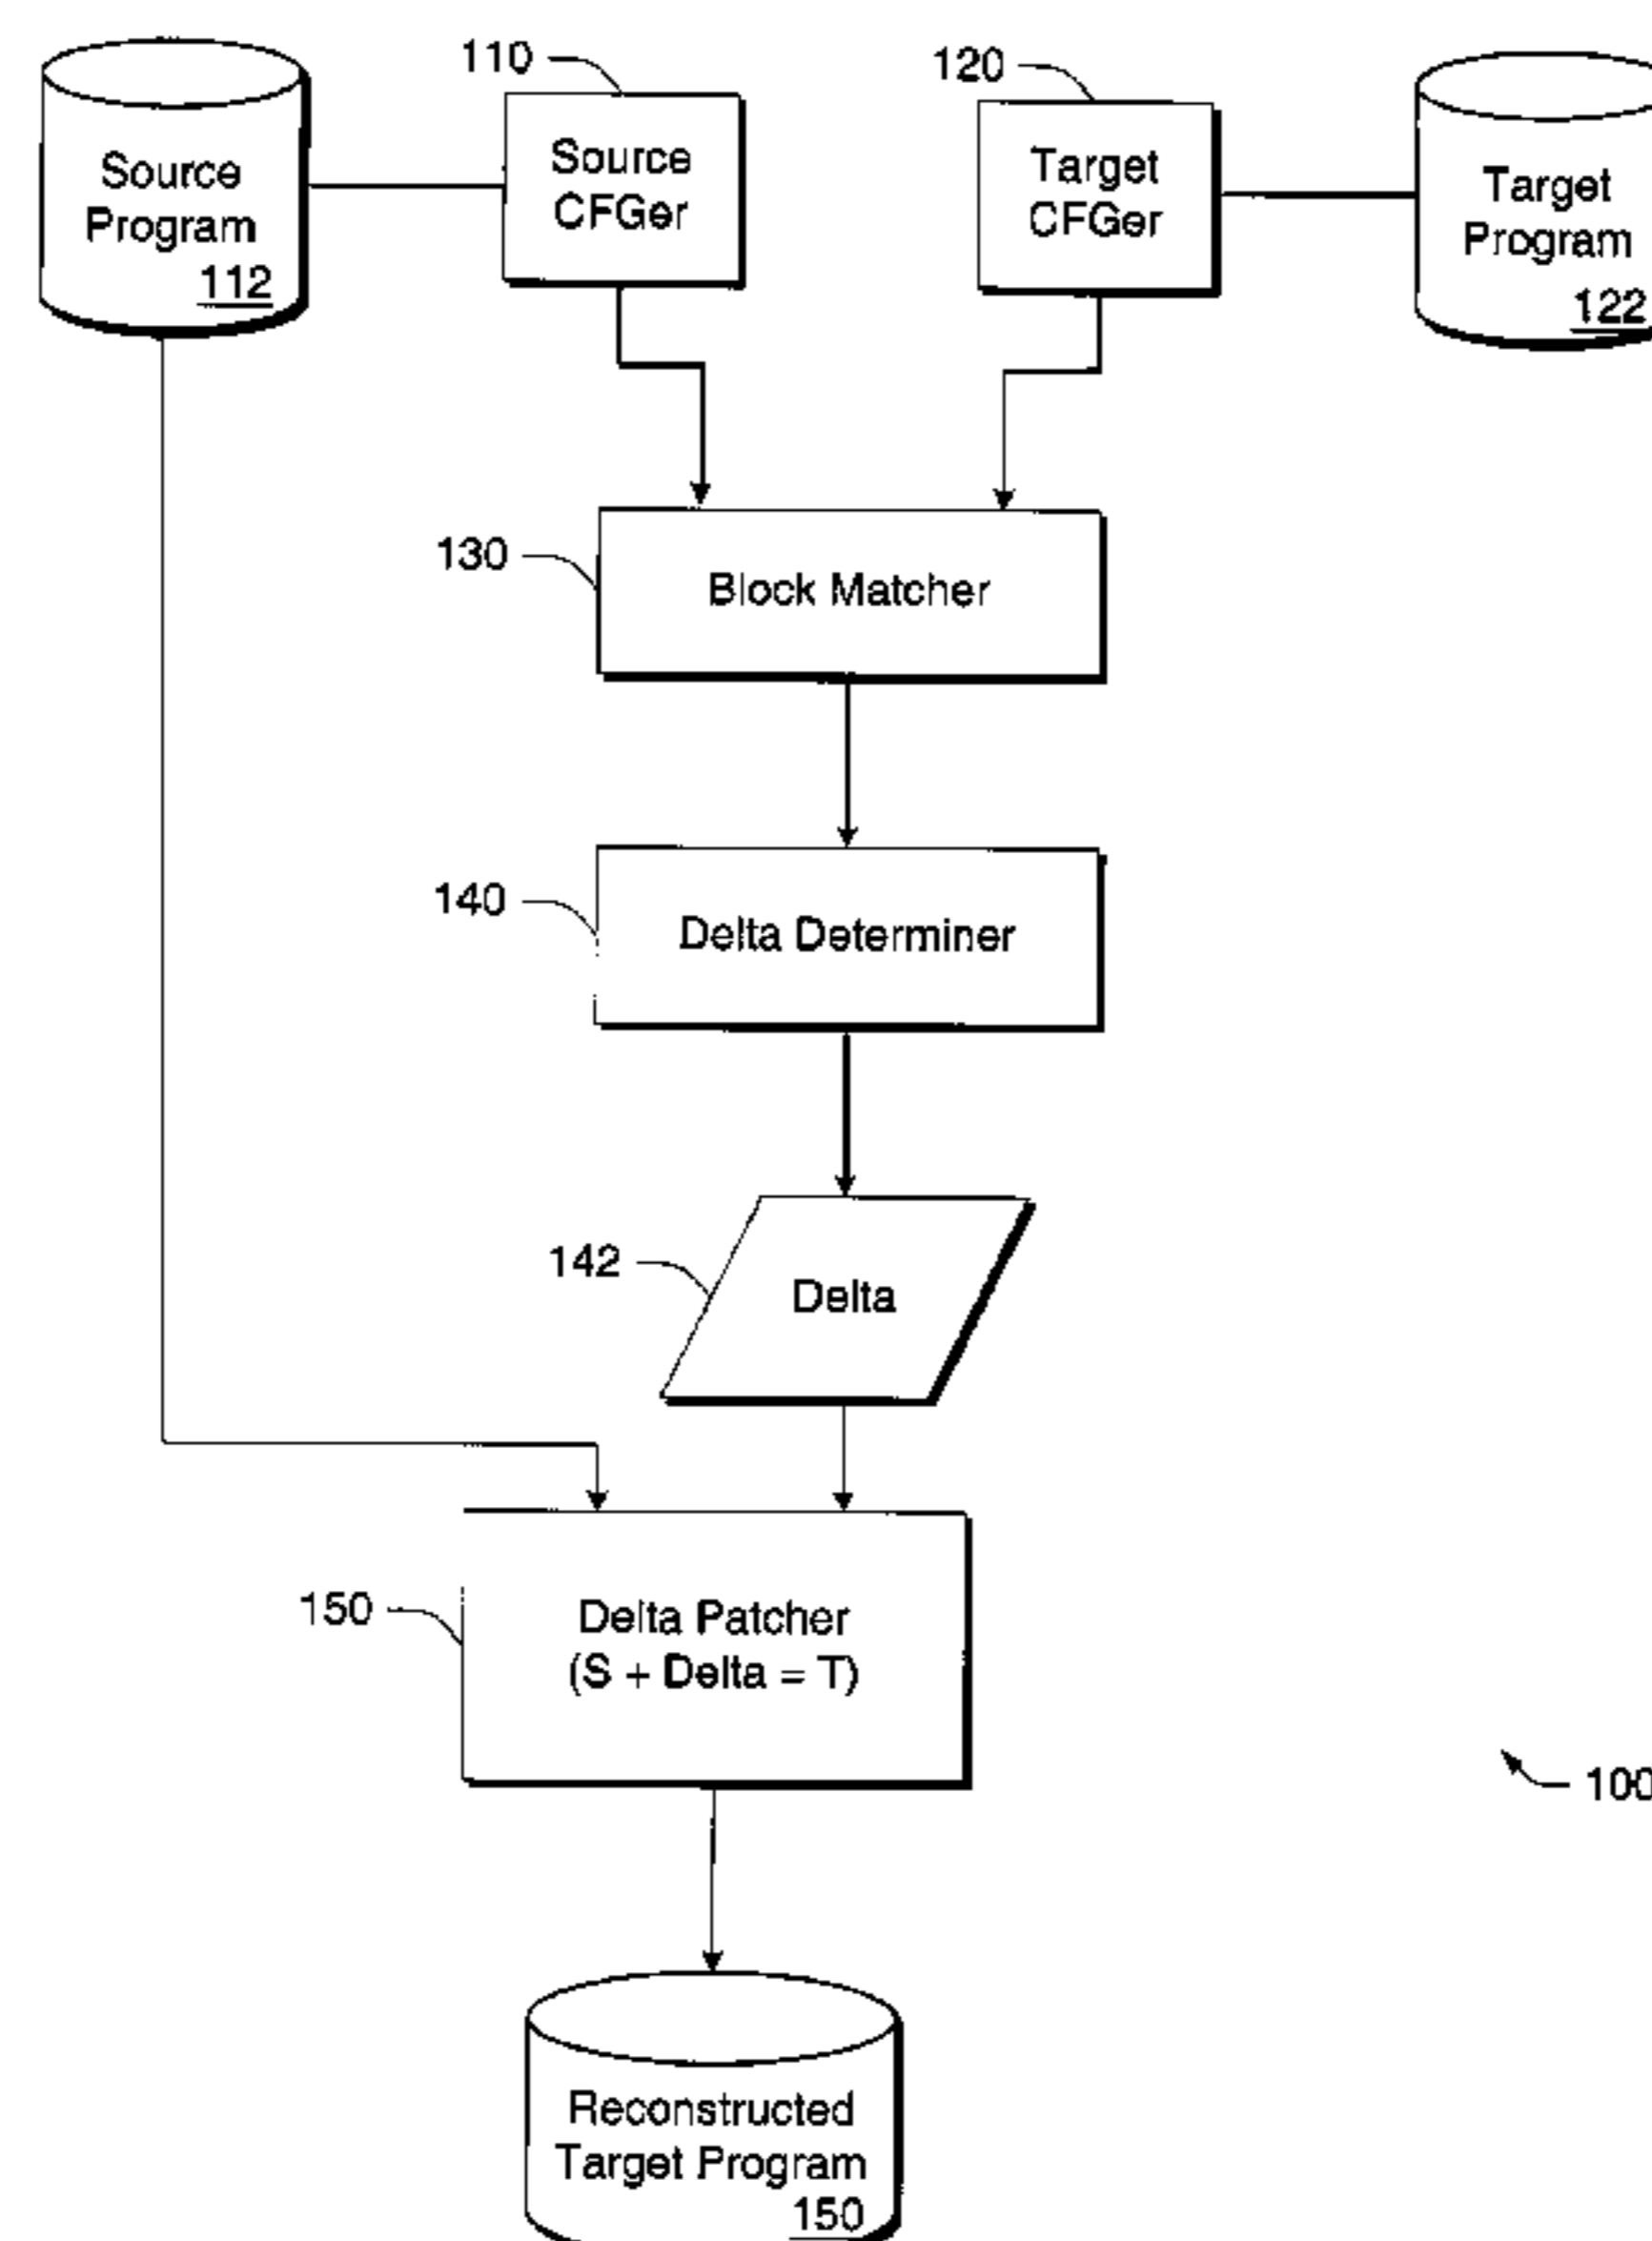 110
120
Source
Program
112
Source
CFGer
Target
CFGer
Target
Program
122
130
Block Matcher
140
Delta Determiner
142
Delta
150
Delta Patcher
(S + Delta = T)
100
Reconstructed
Target Program
150